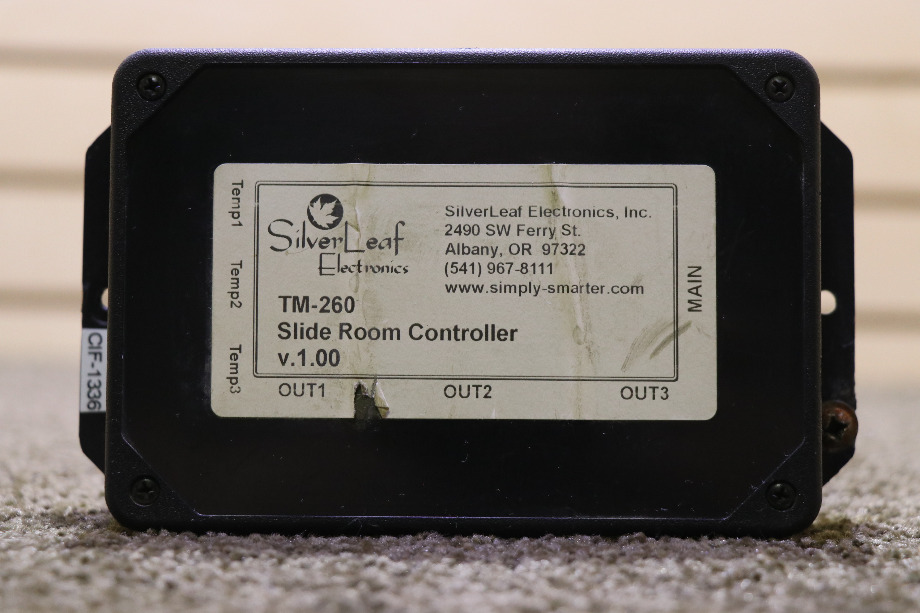 Temp1
Temp2
Temp3
SilverLeaf
Electronics
SilverLeaf Electronics, Inc.
2490 SW Ferry St.
Albany, OR 97322
(541) 967-8111
www.simply-smarter.com
TM-260
Slide Room Controller
v.1.00
MAIN
OUT1 OUT2 OUT3
CIF-1336